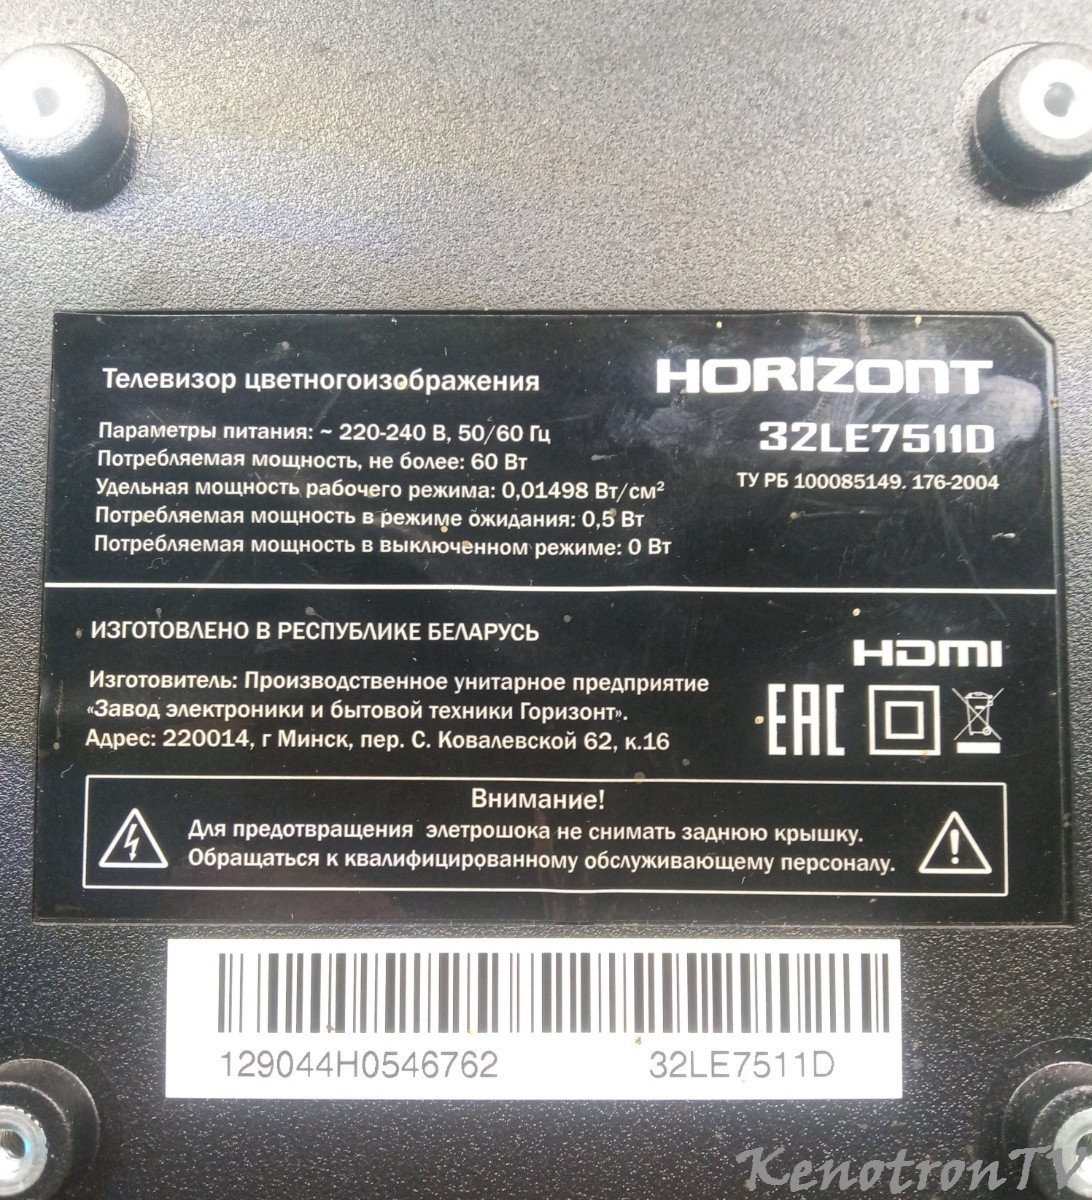 Телевизор цветногоизображения
HORIZONT
Параметры питания: ~ 220-240 В, 50/60 Гц
32LE7511D
Потребляемая мощность, не более: 60 Вт
Удельная мощность рабочего режима: 0,01498 Вт/см²
ТУ РБ 100085149. 176-2004
Потребляемая мощность в режиме ожидания: 0,5 Вт
Потребляемая мощность в выключенном режиме: 0 Вт
ИЗГОТОВЛЕНО В РЕСПУБЛИКЕ БЕЛАРУСЬ
HDMI
Изготовитель: Производственное унитарное предприятие
«Завод электроники и бытовой техники Горизонт».
Адрес: 220014, г Минск, пер. С. Ковалевской 62, к.16
EAC
Внимание!
Для предотвращения элетрошока не снимать заднюю крышку.
Обращаться к квалифицированному обслуживающему персоналу.
129044H0546762 32LE7511D
KenotronTV